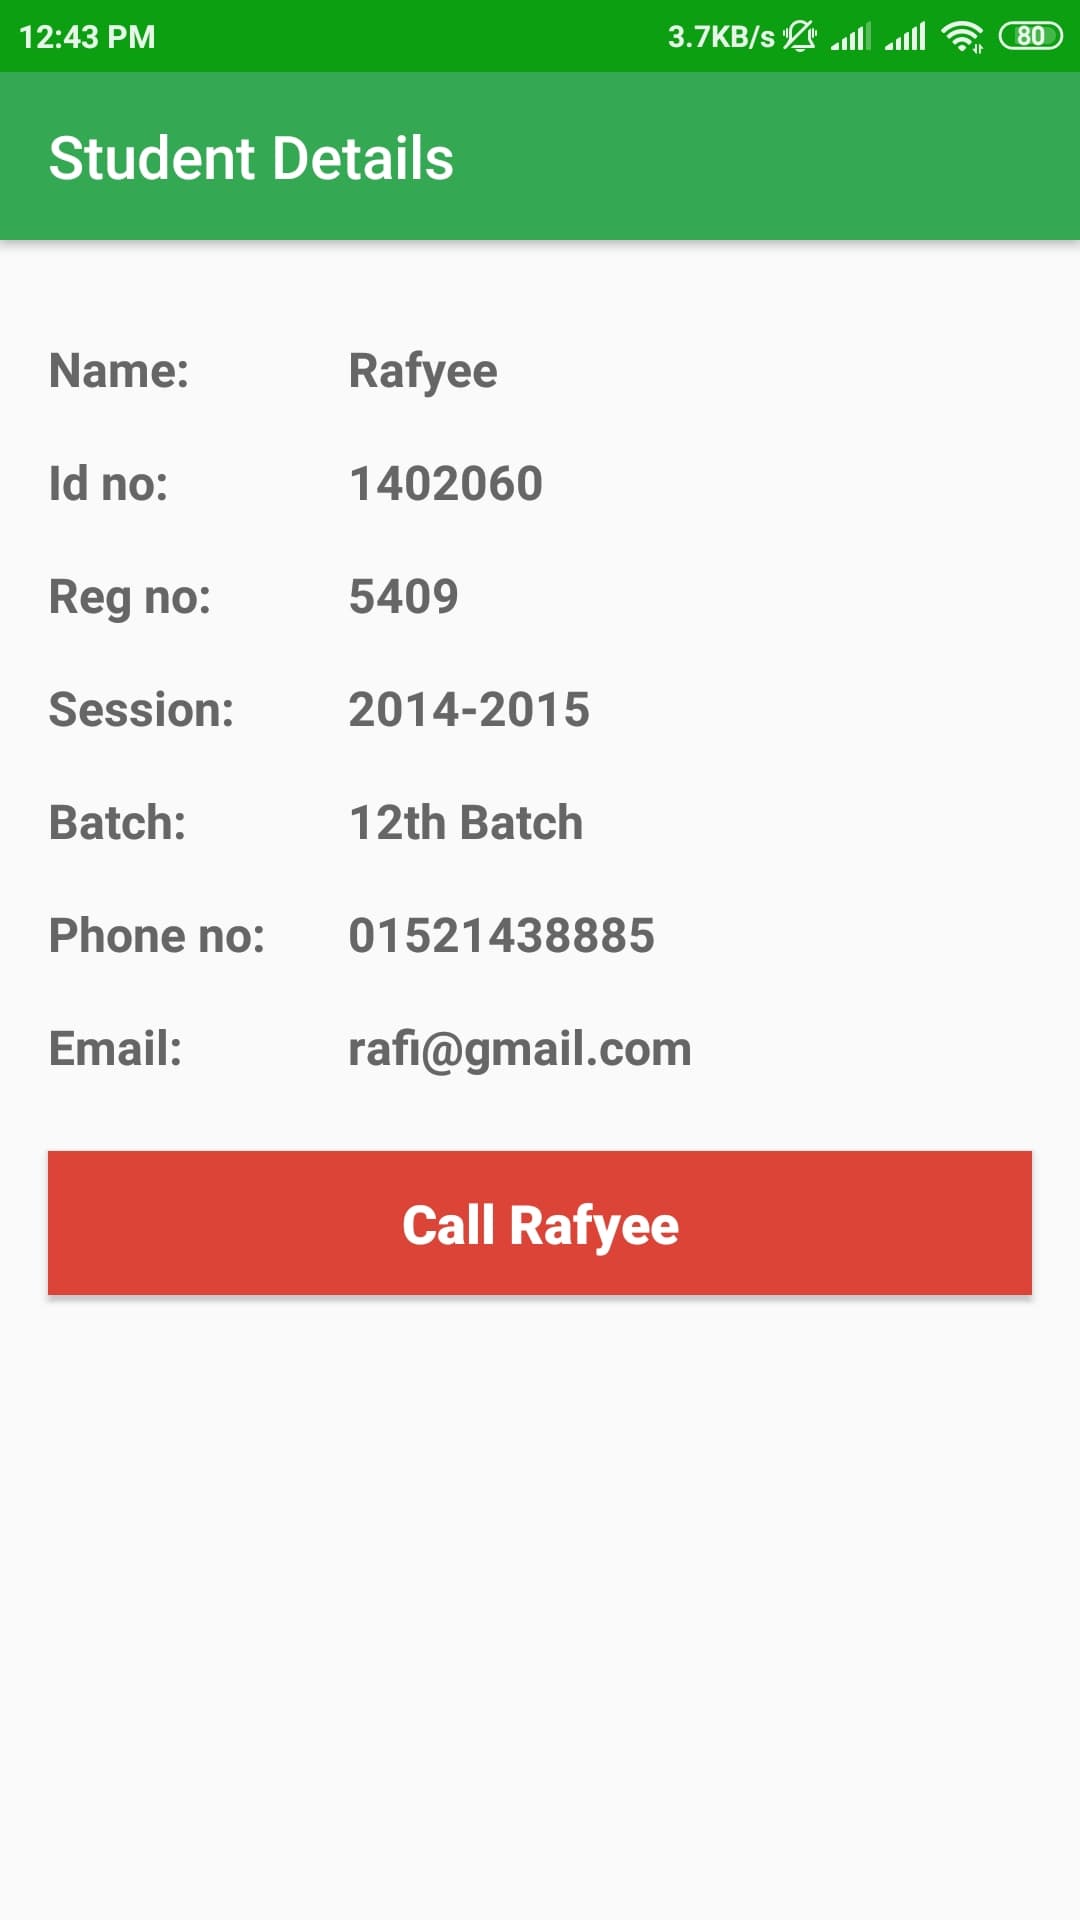 12:43 PM 3.7KB/s 80
Student Details
Name: Rafyee
Id no: 1402060
Reg no: 5409
Session: 2014-2015
Batch: 12th Batch
Phone no: 01521438885
Email: rafi@gmail.com
Call Rafyee